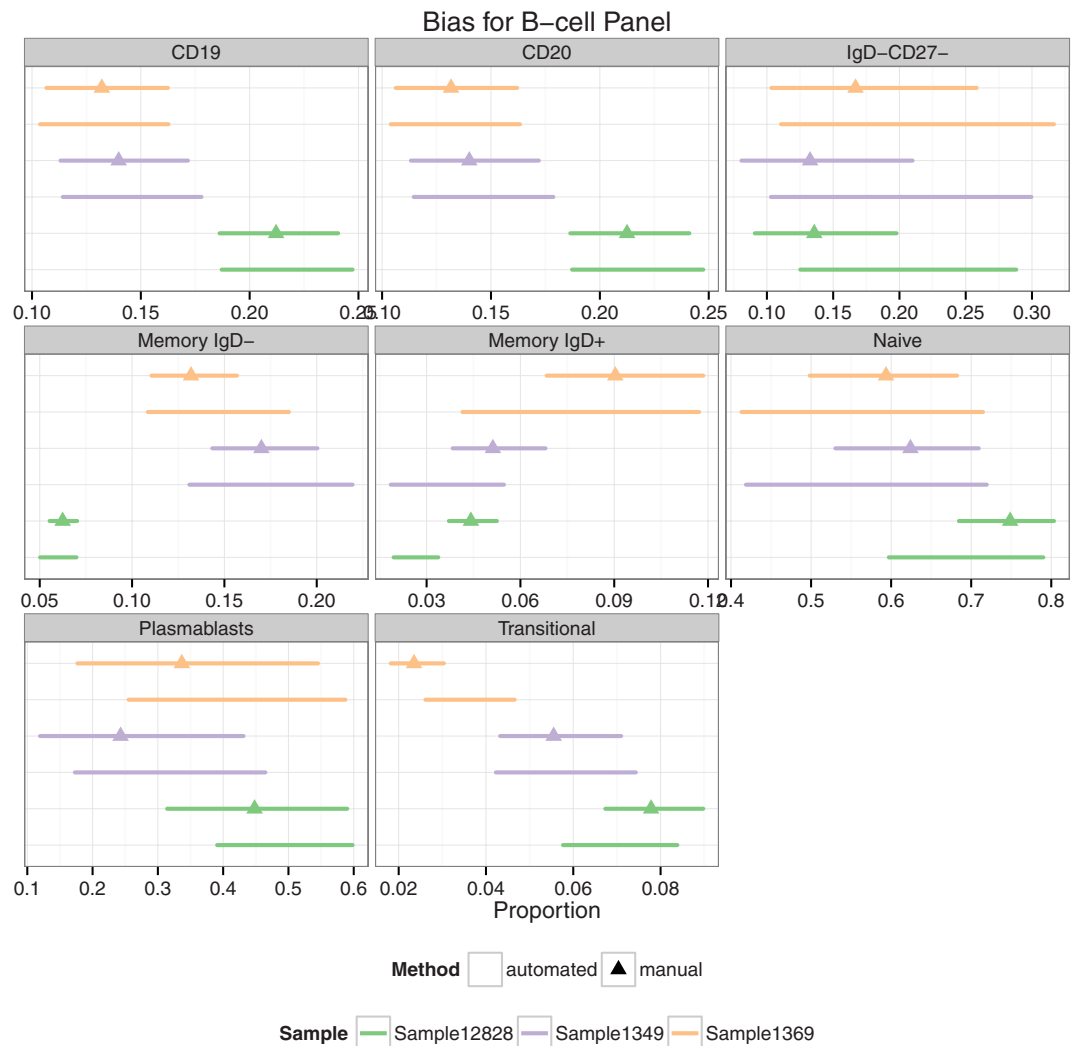 Bias for B−cell Panel
CD19 CD20 IgD−CD27−
0.10 0.15 0.20 0.25 0.10 0.15 0.20 0.25 0.10 0.15 0.20 0.25 0.30
Memory IgD− Memory IgD+ Naive
0.05 0.10 0.15 0.20 0.03 0.06 0.09 0.12 0.4 0.5 0.6 0.7 0.8
Plasmablasts Transitional
0.1 0.2 0.3 0.4 0.5 0.6 0.02 0.04 0.06 0.08
Proportion
Method automated manual
Sample Sample12828 Sample1349 Sample1369